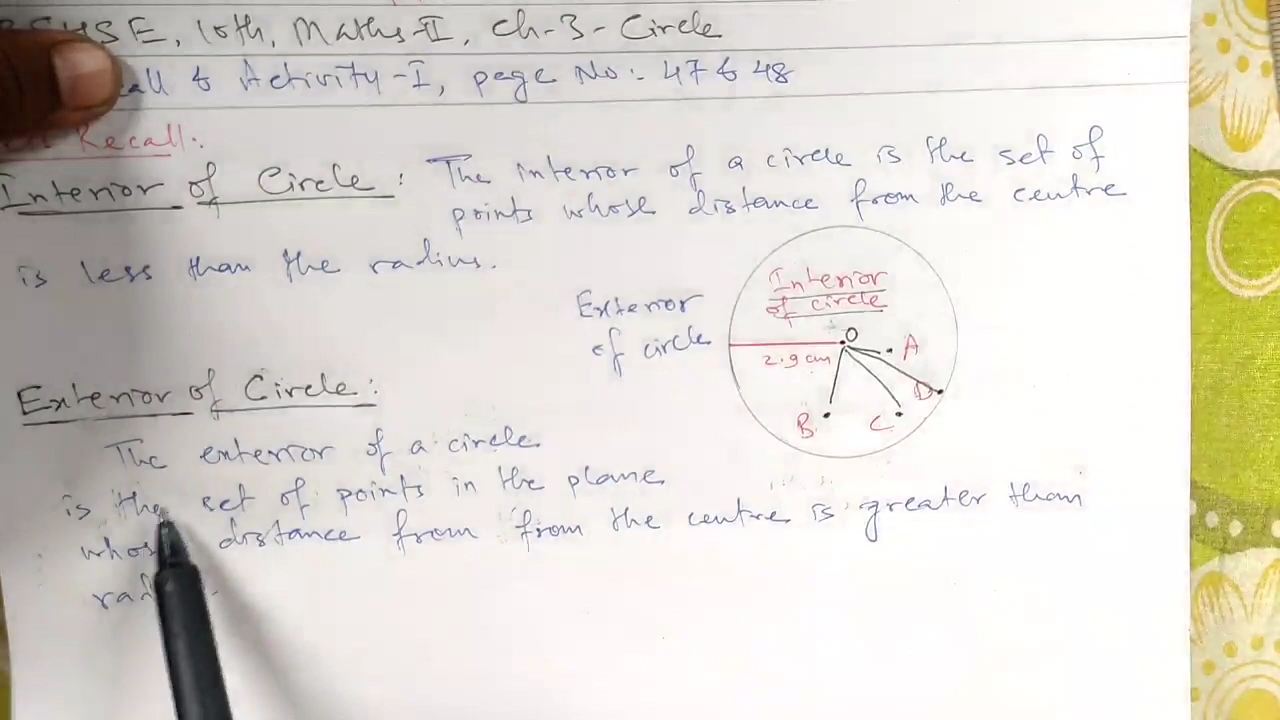 10th, Maths-II, Ch-3-Circle
& Activity-I, page No:- 47 & 48
Recall:
Interior of Circle: The interior of a circle is the set of
points whose distance from the centre
is less than the radius.
Interior
of circle
Exterior
of circle
O
A
2.9 cm
D
B
C
Exterior of Circle:
The exterior of a circle
is the set of points in the plane
distance from from the centre is greater than